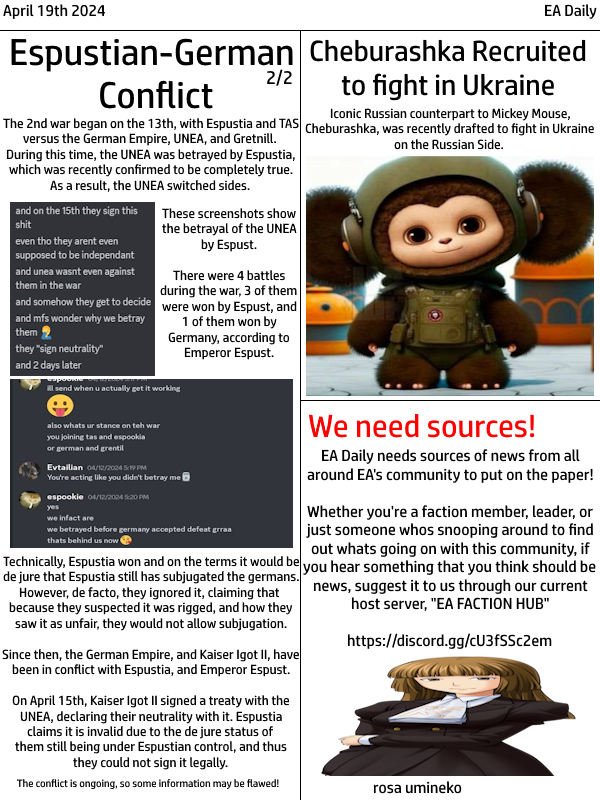 April 19th 2024
EA Daily
Espustian-German
Conflict
2/2
The 2nd war began on the 13th, with Espustia and TAS
versus the German Empire, UNEA, and Gretnill.
During this time, the UNEA was betrayed by Espustia,
which was recently confirmed to be completely true.
As a result, the UNEA switched sides.
and on the 15th they sign this
shit
even tho they arent even
supposed to be independant
and unea wasnt even against
them in the war
and somehow they get to decide
and mfs wonder why we betray
them 🤦‍♂️
they "sign neutrality"
and 2 days later
These screenshots show
the betrayal of the UNEA
by Espust.
There were 4 battles
during the war, 3 of them
were won by Espust, and
1 of them won by
Germany, according to
Emperor Espust.
espookie 04/12/2024 5:17 PM
ill send when u actually get it working
😛
also whats ur stance on teh war
you joining tas and espookia
or german and grentil
Evtailian 04/12/2024 5:19 PM
You're acting like you didn't betray me 🗿
espookie 04/12/2024 5:20 PM
yes
we infact are
we betrayed before germany accepted defeat grraa
thats behind us now 😘
Technically, Espustia won and on the terms it would be
de jure that Espustia still has subjugated the germans.
However, de facto, they ignored it, claiming that
because they suspected it was rigged, and how they
saw it as unfair, they would not allow subjugation.
Since then, the German Empire, and Kaiser Igot II, have
been in conflict with Espustia, and Emperor Espust.
On April 15th, Kaiser Igot II signed a treaty with the
UNEA, declaring their neutrality with it. Espustia
claims it is invalid due to the de jure status of
them still being under Espustian control, and thus
they could not sign it legally.
The conflict is ongoing, so some information may be flawed!
Cheburashka Recruited
to fight in Ukraine
Iconic Russian counterpart to Mickey Mouse,
Cheburashka, was recently drafted to fight in Ukraine
on the Russian Side.
We need sources!
EA Daily needs sources of news from all
around EA's community to put on the paper!
Whether you're a faction member, leader, or
just someone whos snooping around to find
out whats going on with this community, if
you hear something that you think should be
news, suggest it to us through our current
host server, "EA FACTION HUB"
https://discord.gg/cU3fSSc2em
rosa umineko